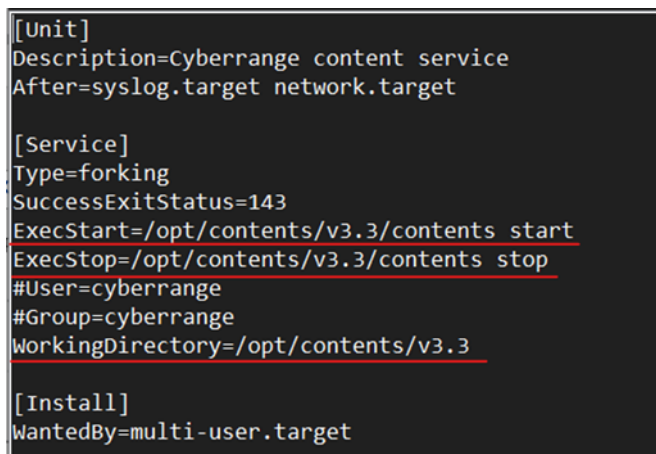 [Unit]
Description=Cyberrange content service
After=syslog.target network.target
[Service]
Type=forking
SuccessExitStatus=143
ExecStart=/opt/contents/v3.3/contents start
ExecStop=/opt/contents/v3.3/contents stop
#User=cyberrange
#Group=cyberrange
WorkingDirectory=/opt/contents/v3.3
[Install]
WantedBy=multi-user.target